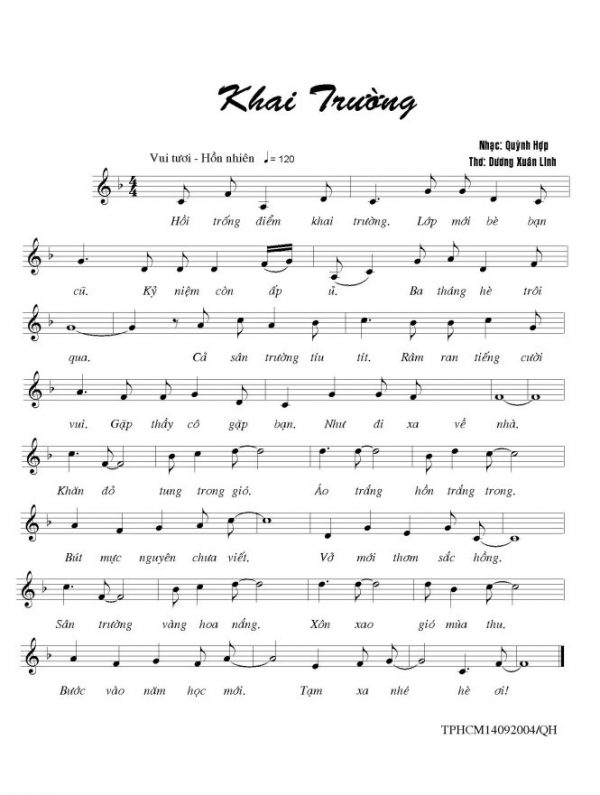 Khai Trường
Nhạc: Quỳnh Hợp
Vui tươi - Hồn nhiên ♩= 120
Thơ: Dương Xuân Linh
4
4
Hồi trống điểm khai trường. Lớp mới bè bạn
cũ. Kỷ niệm còn ấp ủ. Ba tháng hè trôi
qua. Cả sân trường tíu tít. Râm ran tiếng cười
vui. Gặp thầy cô gặp bạn. Như đi xa về nhà.
Khăn đỏ tung trong gió. Áo trắng hồn trắng trong.
Bút mực nguyên chưa viết. Vở mới thơm sắc hồng.
Sân trường vàng hoa nắng. Xôn xao gió mùa thu.
Bước vào năm học mới. Tạm xa nhé hè ơi!
TPHCM14092004/QH